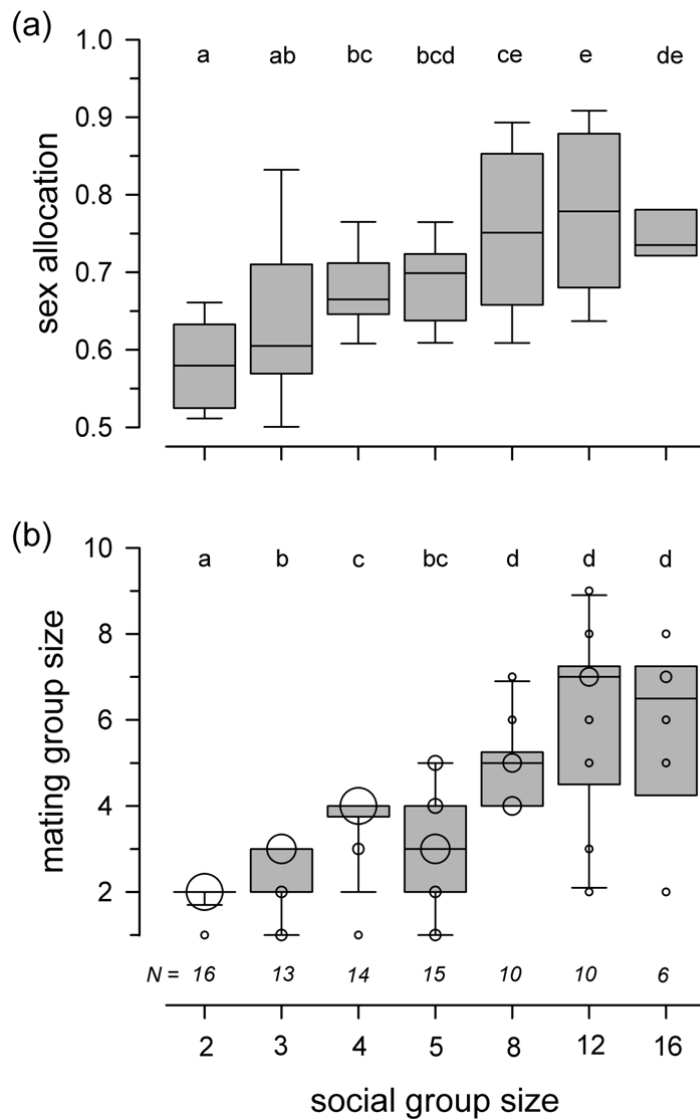 (a)
1.0
a ab bc bcd ce e de
0.9
0.8
0.7
0.6
0.5
sex allocation
(b)
10
a b c bc d d d
8
6
4
2
mating group size
N = 16 13 14 15 10 10 6
2 3 4 5 8 12 16
social group size